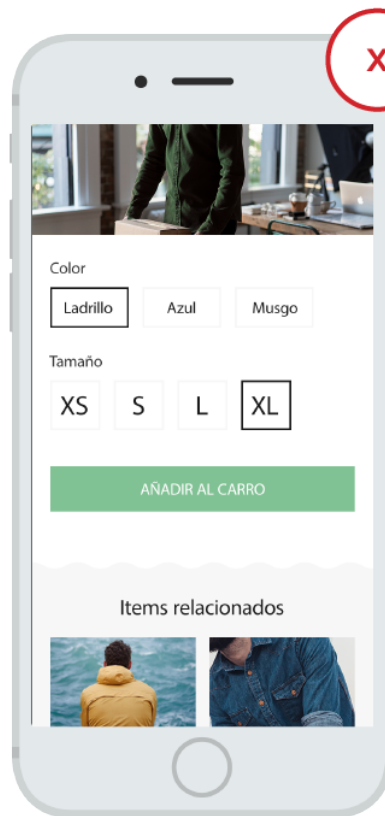 X
Color
Ladrillo Azul Musgo
Tamaño
XS S L XL
AÑADIR AL CARRO
Items relacionados